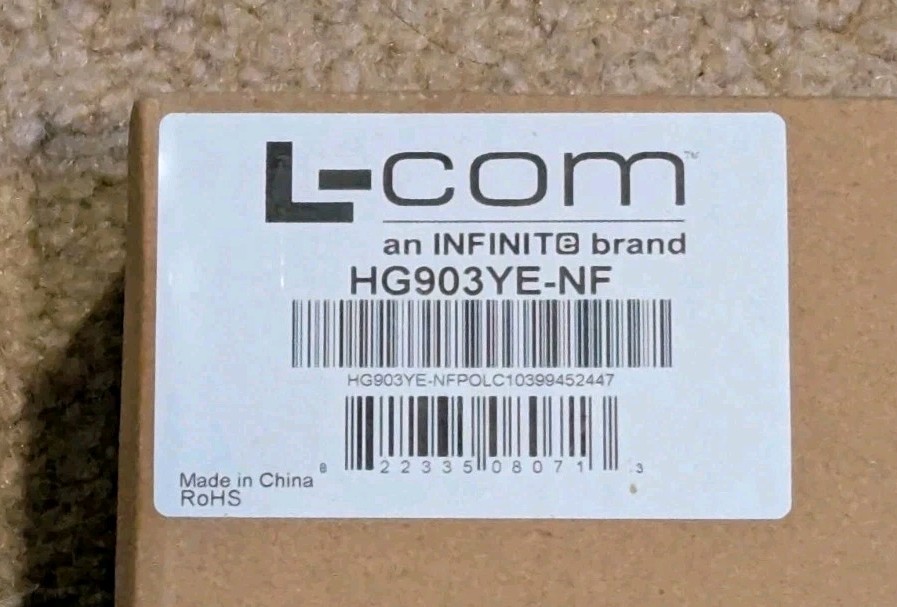 L-com™
an INFINITe brand
HG903YE-NF
HG903YE-NFPOLC10399452447
8 22335 08071 3
Made in China
RoHS